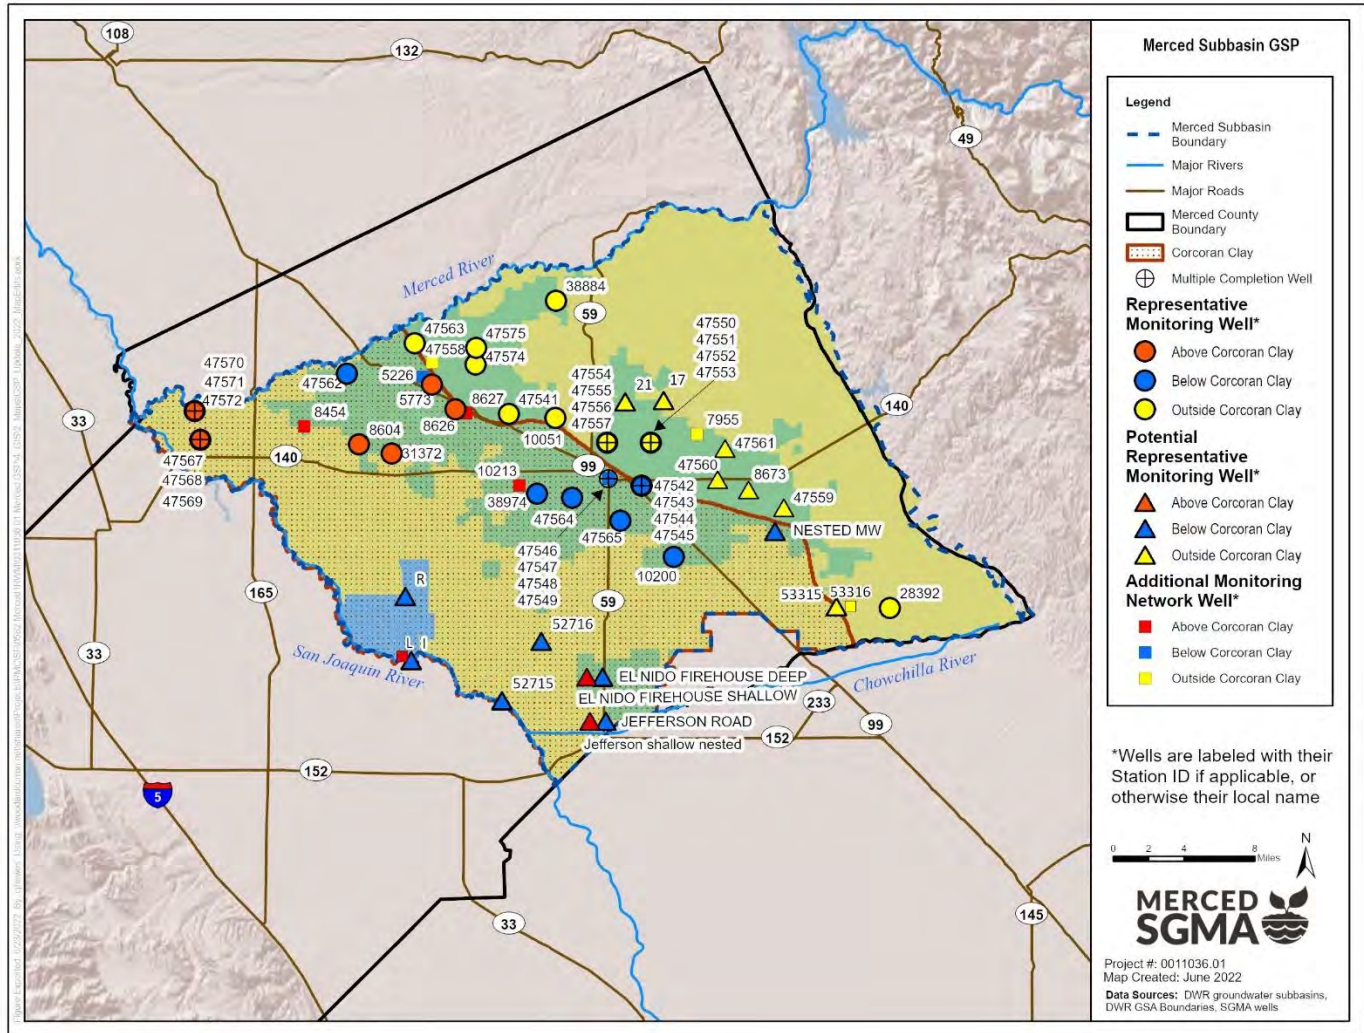 108
132
49
Merced River
38884
59
47563
47575
47558
47574
47550
47551
47552
47553
47570
47571
47572
47562
5226
5773
8627
47541
47554
47555
47556
47557
21
17
7955
140
33
8454
8604
8626
10051
47561
31372
99
47560
8673
140
47567
47568
47569
10213
38974
47564
47542
47543
47544
47545
47559
NESTED MW
47565
47546
47547
47548
47549
10200
165
R
59
53315
53316
28392
52716
L I
33
San Joaquin River
52715
EL NIDO FIREHOUSE DEEP
EL NIDO FIREHOUSE SHALLOW
Chowchilla River
JEFFERSON ROAD
Jefferson shallow nested
233
99
152
152
5
33
145
Merced Subbasin GSP
Legend
Merced Subbasin
Boundary
Major Rivers
Major Roads
Merced County
Boundary
Corcoran Clay
Multiple Completion Well
Representative
Monitoring Well*
Above Corcoran Clay
Below Corcoran Clay
Outside Corcoran Clay
Potential
Representative
Monitoring Well*
Above Corcoran Clay
Below Corcoran Clay
Outside Corcoran Clay
Additional Monitoring
Network Well*
Above Corcoran Clay
Below Corcoran Clay
Outside Corcoran Clay
*Wells are labeled with their
Station ID if applicable, or
otherwise their local name
N
0 2 4 8
Miles
MERCED
SGMA
Project #: 0011036.01
Map Created: June 2022
Data Sources: DWR groundwater subbasins,
DWR GSA Boundaries, SGMA wells